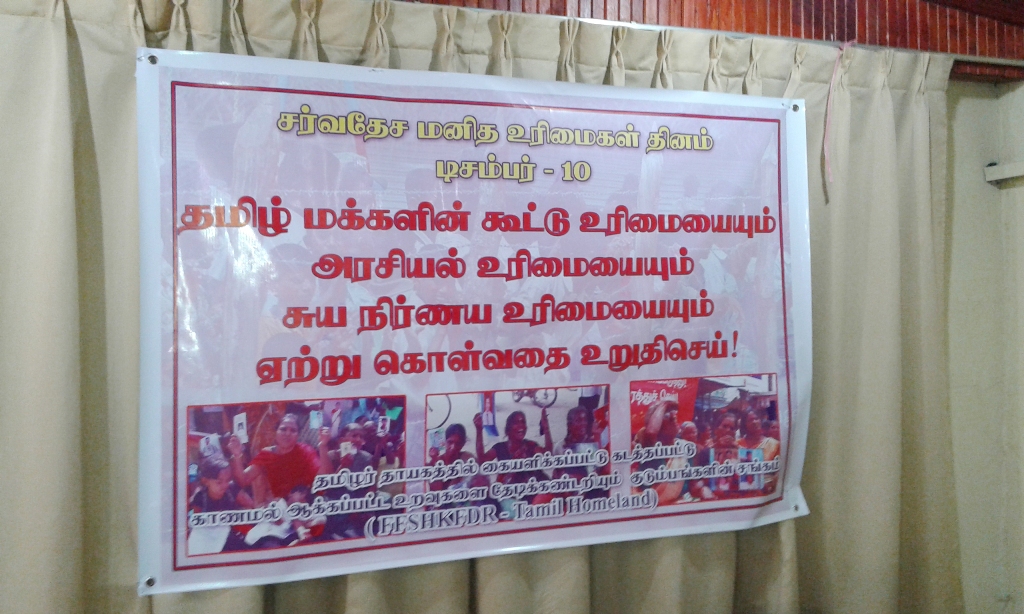 சர்வதேச மனித உரிமைகள் தினம்
டிசம்பர் - 10
தமிழ் மக்களின் கூட்டு உரிமையையும்
அரசியல் உரிமையையும்
சுய நிர்ணய உரிமையையும்
ஏற்று கொள்வதை உறுதிசெய்!
தமிழர் தாயகத்தில் கையளிக்கப்பட்டு கடத்தப்பட்டு
காணமல் ஆக்கப்பட்ட உறவுகளை தேடிக்கண்டறியும் குடும்பங்களின் சங்கம்
(FFSHKFDR - Tamil Homeland)